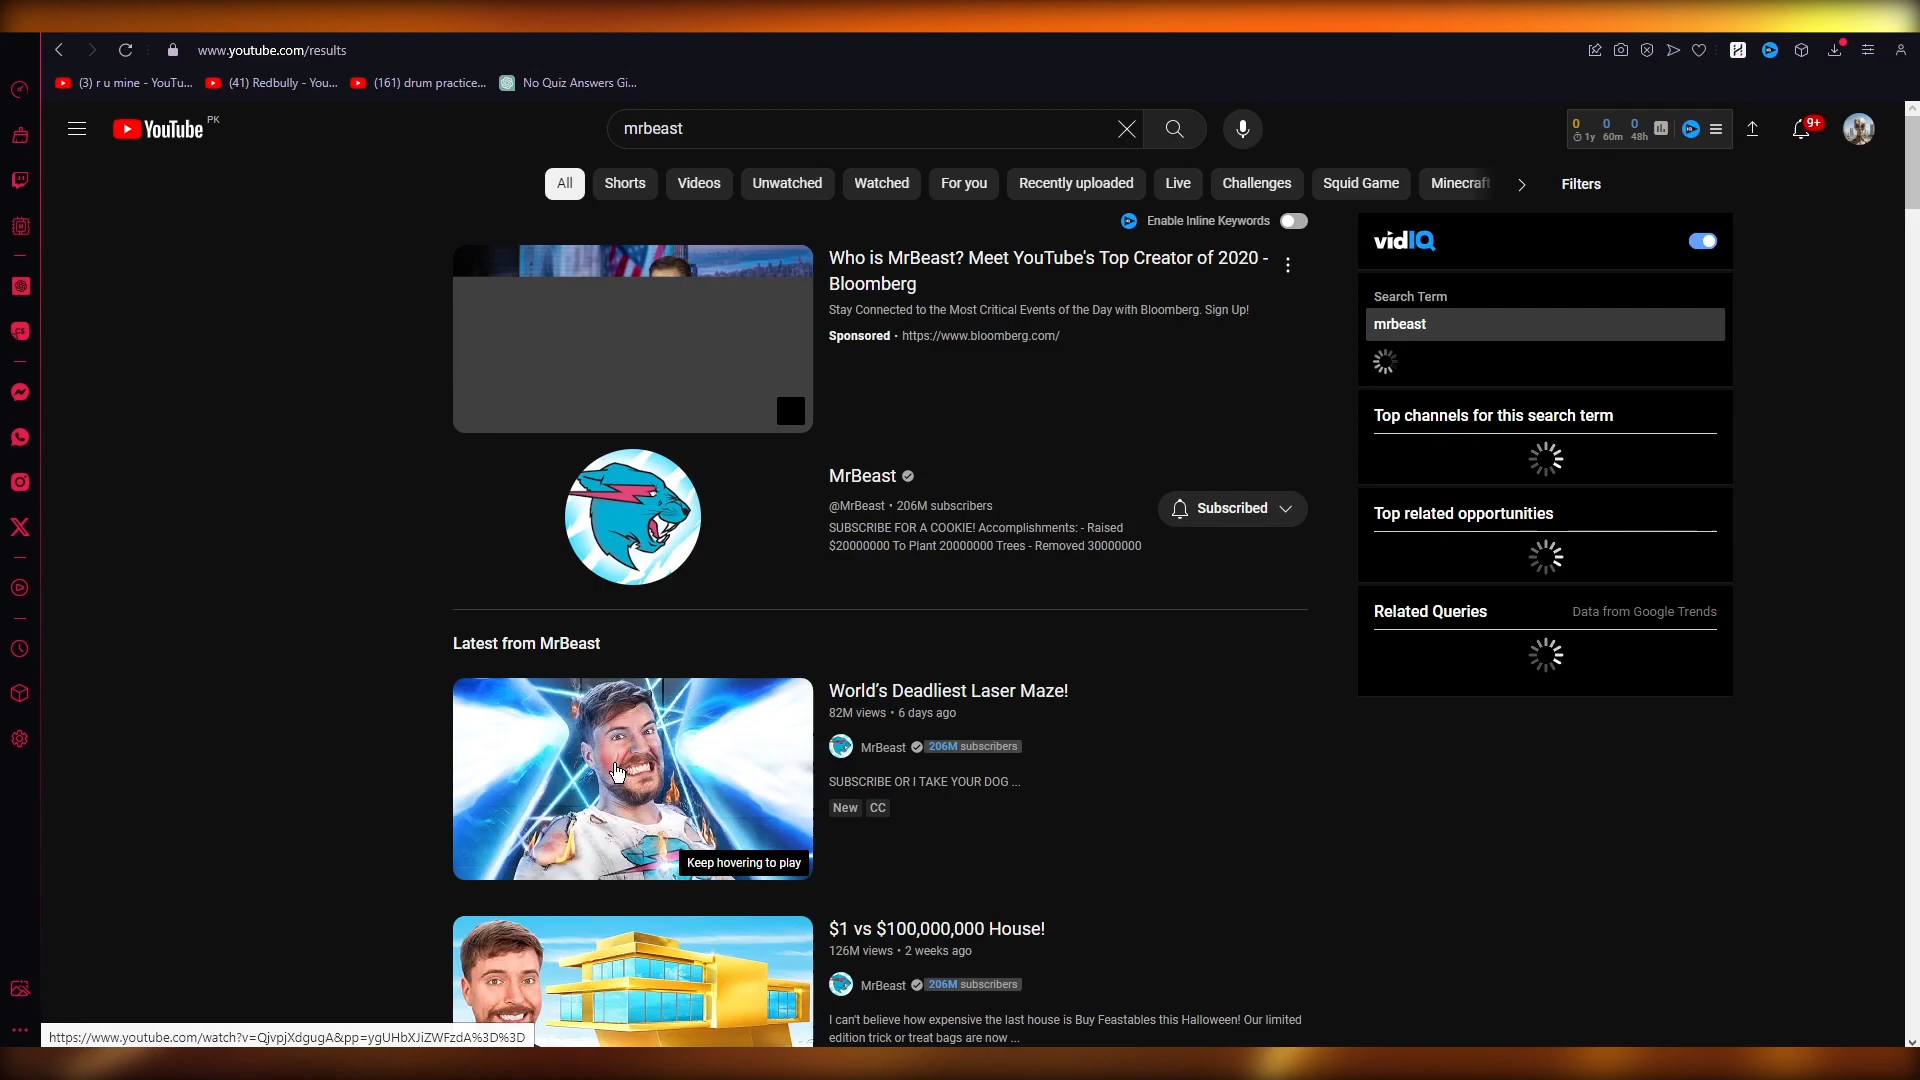 www.youtube.com/results
(3) r u mine - YouTu...
(41) Redbully - You...
(161) drum practice...
No Quiz Answers Gi...
YouTube PK
mrbeast
0 0 0
1y 60m 48h
9+
All
Shorts
Videos
Unwatched
Watched
For you
Recently uploaded
Live
Challenges
Squid Game
Minecraft
Filters
Enable Inline Keywords
Who is MrBeast? Meet YouTube's Top Creator of 2020 -
Bloomberg
Stay Connected to the Most Critical Events of the Day with Bloomberg. Sign Up!
Sponsored · https://www.bloomberg.com/
MrBeast
@MrBeast • 206M subscribers
SUBSCRIBE FOR A COOKIE! Accomplishments: - Raised
$20000000 To Plant 20000000 Trees - Removed 30000000
Subscribed
Latest from MrBeast
World's Deadliest Laser Maze!
82M views • 6 days ago
MrBeast 206M subscribers
SUBSCRIBE OR I TAKE YOUR DOG ...
New CC
Keep hovering to play
$1 vs $100,000,000 House!
126M views • 2 weeks ago
MrBeast 206M subscribers
I can't believe how expensive the last house is Buy Feastables this Halloween! Our limited
edition trick or treat bags are now ...
vidIQ
Search Term
mrbeast
Top channels for this search term
Top related opportunities
Related Queries
Data from Google Trends
https://www.youtube.com/watch?v=QjvpjXdgugA&pp=ygUHbXJiZWFzdA%3D%3D